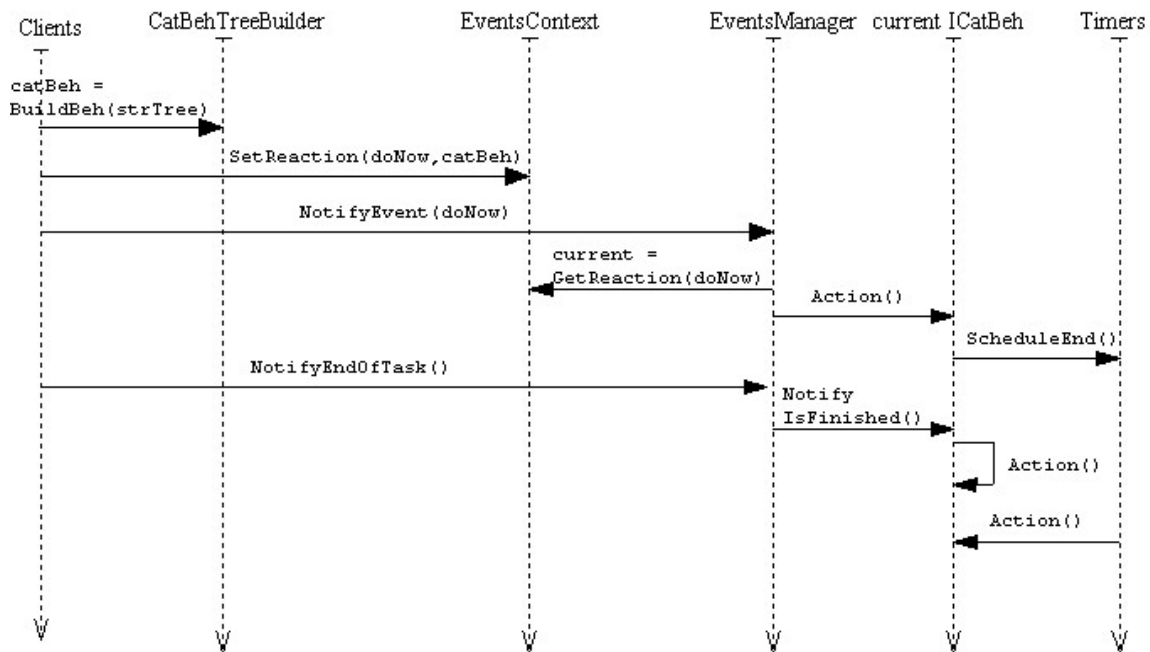 Clients CatBehTreeBuilder EventsContext EventsManager current ICatBeh Timers
catBeh =
BuildBeh(strTree)
SetReaction(doNow,catBeh)
NotifyEvent(doNow)
current =
GetReaction(doNow)
Action()
ScheduleEnd()
NotifyEndOfTask()
Notify
IsFinished()
Action()
Action()